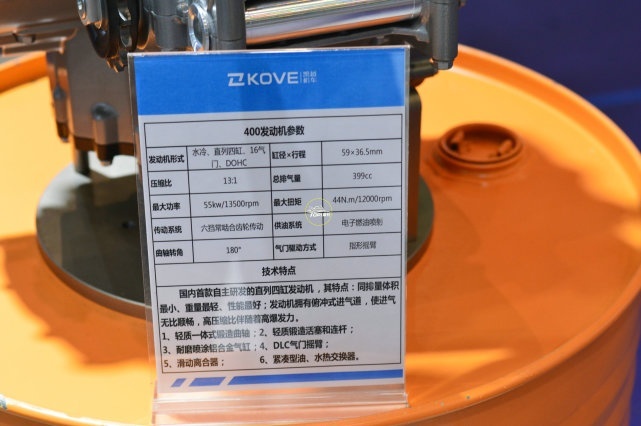 KOVE 凯越机车
400发动机参数
发动机形式 水冷、直列四缸、16气门、DOHC 缸径×行程 59×36.5mm
压缩比 13:1 总排气量 399cc
最大功率 55kw/13500rpm 最大扭矩 44N.m/12000rpm
传动系统 六挡常啮合齿轮传动 供油系统 电子燃油喷射
曲轴转角 180° 气门驱动方式 指形摇臂
技术特点
国内首款自主研发的直列四缸发动机，其特点：同排量体积
最小、重量最轻、性能最好；发动机拥有俯冲式进气道，使进气
无比顺畅，高压缩比伴随着高爆发力。
1、轻质一体式锻造曲轴；2、轻质锻造活塞和连杆；
3、耐磨喷涂铝合金气缸；4、DLC气门摇臂；
5、滑动离合器； 6、紧凑型油、水热交换器。